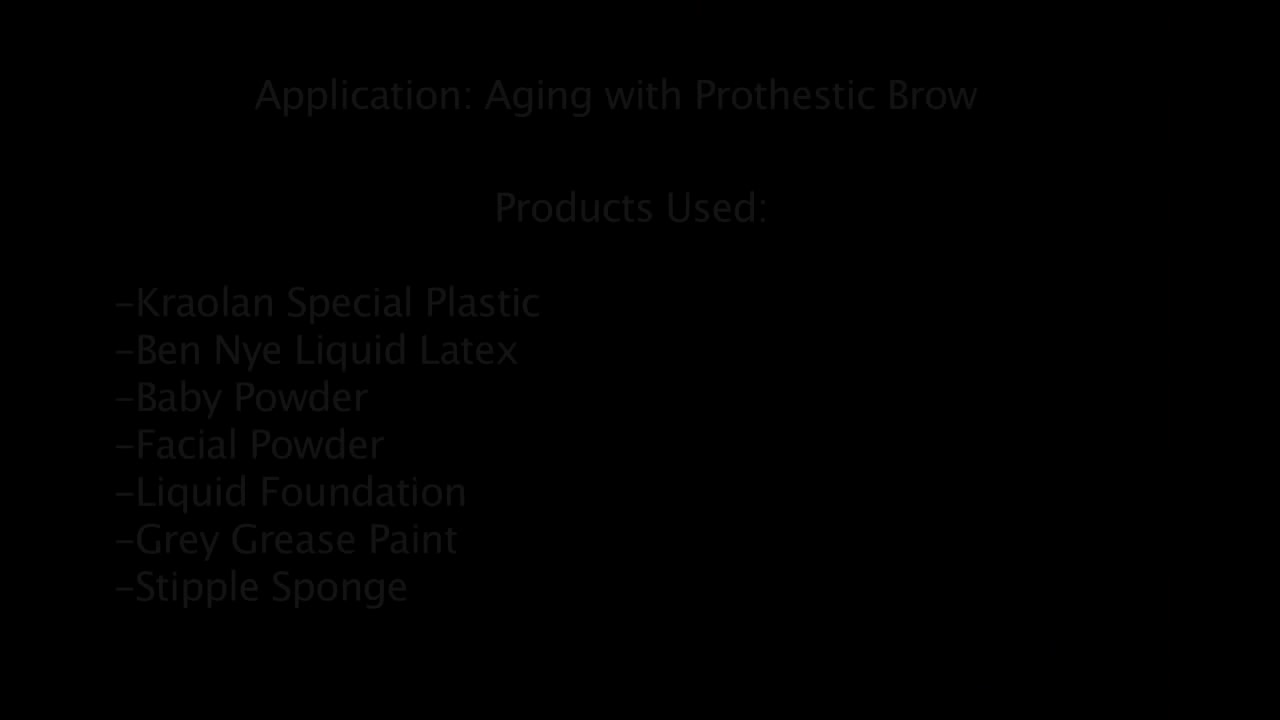 Application: Aging with Prothestic Brow
Products Used:
-Kraolan Special Plastic
-Ben Nye Liquid Latex
-Baby Powder
-Facial Powder
-Liquid Foundation
-Grey Grease Paint
-Stipple Sponge